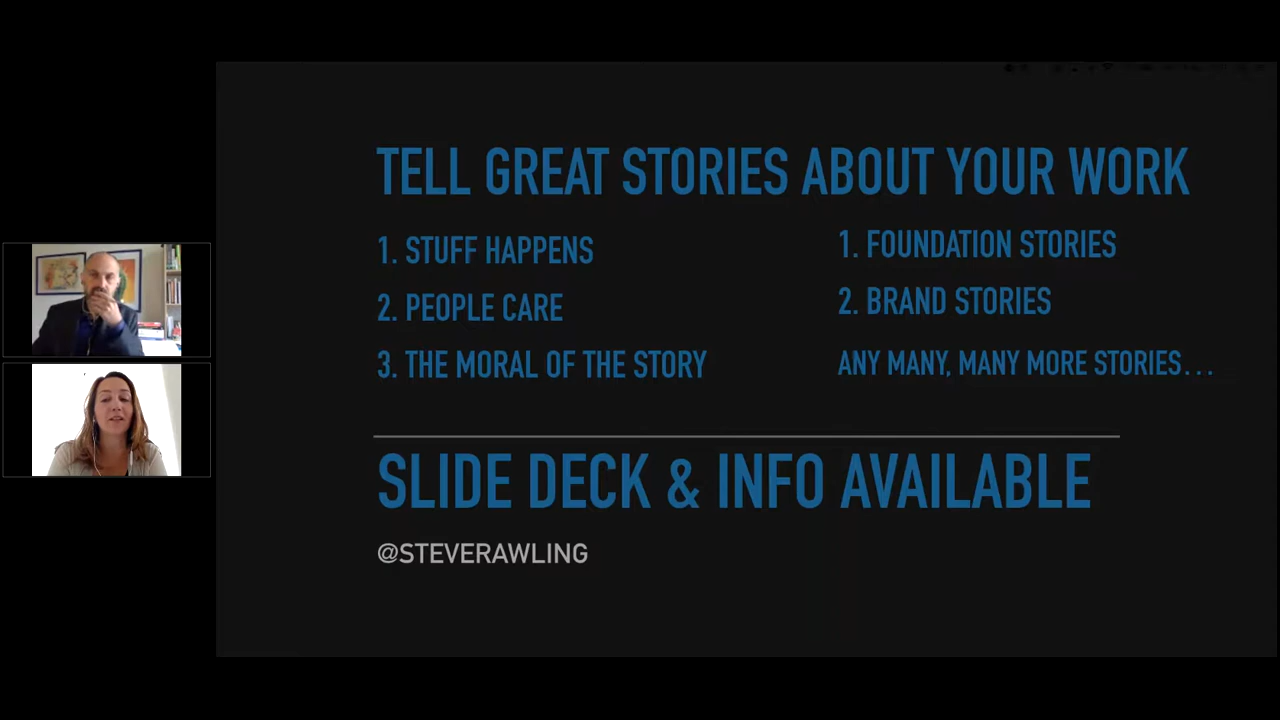 TELL GREAT STORIES ABOUT YOUR WORK
1. STUFF HAPPENS
2. PEOPLE CARE
3. THE MORAL OF THE STORY
1. FOUNDATION STORIES
2. BRAND STORIES
ANY MANY, MANY MORE STORIES...
SLIDE DECK & INFO AVAILABLE
@STEVERAWLING